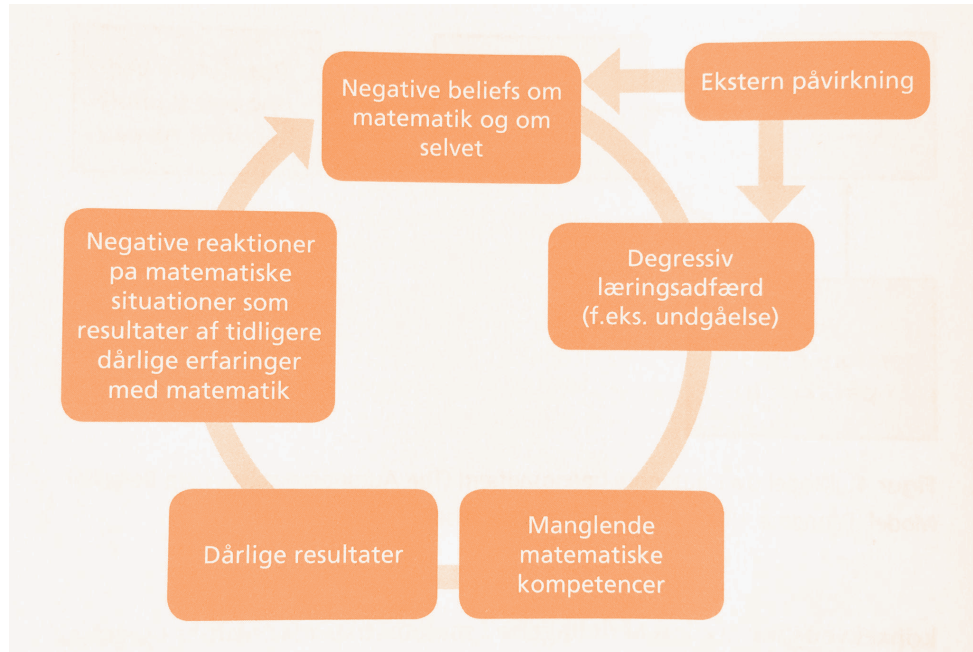 Negative beliefs om
matematik og om
selvet
Ekstern påvirkning
Degressiv
læringsadfærd
(f.eks. undgåelse)
Manglende
matematiske
kompetencer
Dårlige resultater
Negative reaktioner
pa matematiske
situationer som
resultater af tidligere
dårlige erfaringer
med matematik